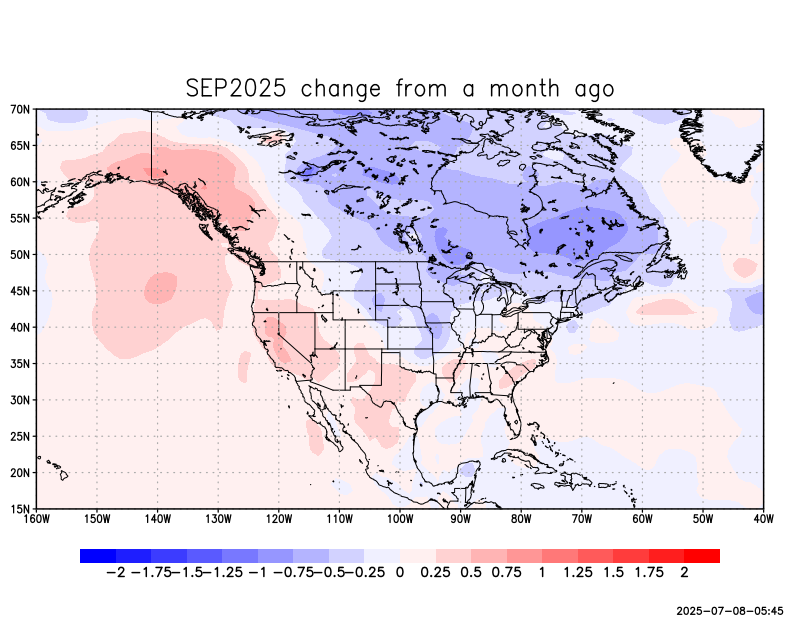 SEP2025 change from a month ago
70N
65N
60N
55N
50N
45N
40N
35N
30N
25N
20N
15N
160W 150W 140W 130W 120W 110W 100W 90W 80W 70W 60W 50W 40W
-2 -1.75 -1.5 -1.25 -1 -0.75 -0.5 -0.25 0 0.25 0.5 0.75 1 1.25 1.5 1.75 2
2025-07-08-05:45